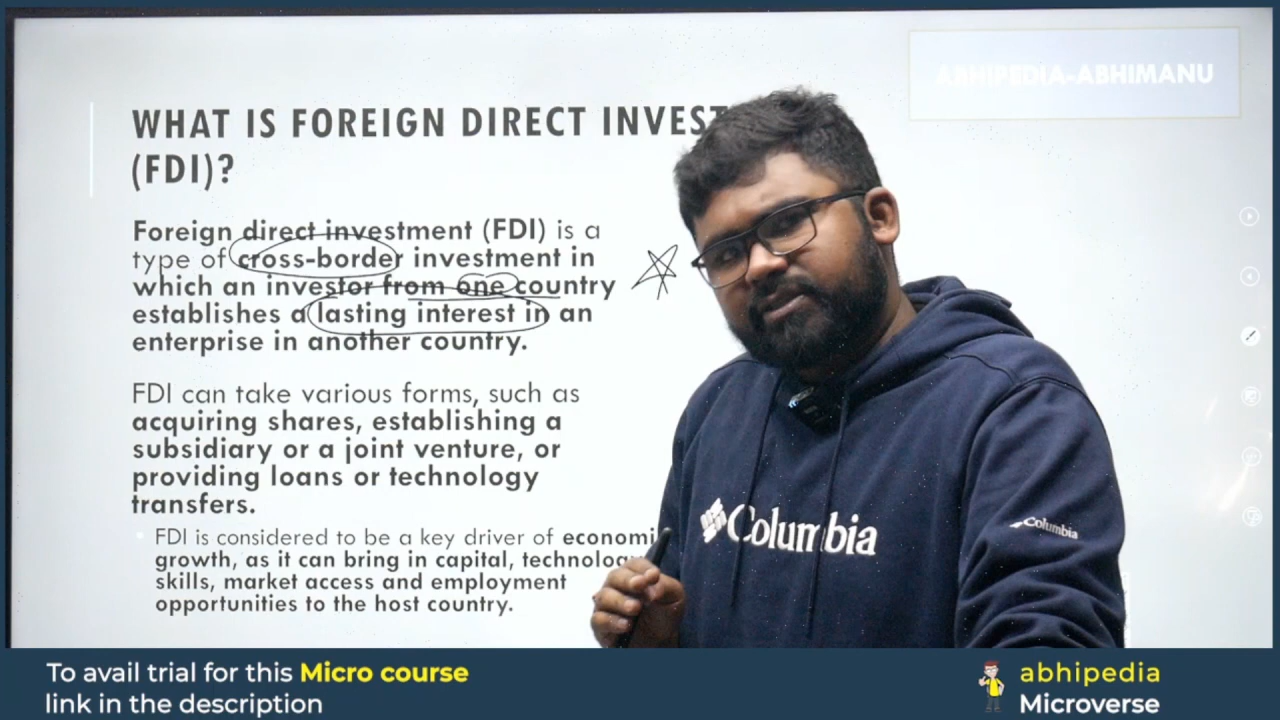 ABHIPEDIA-ABHIMANU
WHAT IS FOREIGN DIRECT INVEST
(FDI)?
Foreign direct investment (FDI) is a
type of cross-border investment in
which an investor from one country
establishes a lasting interest in an
enterprise in another country.
FDI can take various forms, such as
acquiring shares, establishing a
subsidiary or a joint venture, or
providing loans or technology
transfers.
FDI is considered to be a key driver of economi
growth, as it can bring in capital, technolog
skills, market access and employment
opportunities to the host country.
Columbia
Columbia
To avail trial for this Micro course
link in the description
abhipedia
Microverse